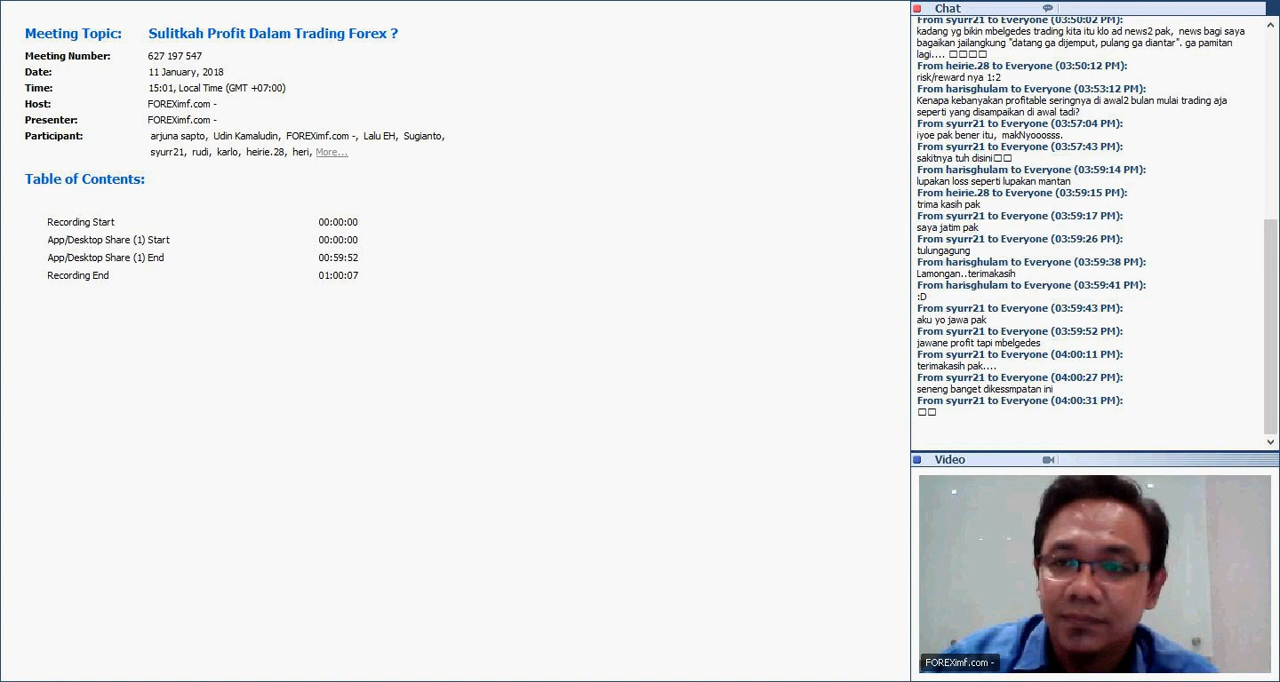 Meeting Topic: Sulitkah Profit Dalam Trading Forex ?
Meeting Number: 627 197 547
Date: 11 January, 2018
Time: 15:01, Local Time (GMT +07:00)
Host: FOREXimf.com -
Presenter: FOREXimf.com -
Participant: arjuna sapto, Udin Kamaludin, FOREXimf.com -, Lalu EH, Sugianto,
syurr21, rudi, karlo, heirie.28, heri, More...
Table of Contents:
Recording Start 00:00:00
App/Desktop Share (1) Start 00:00:00
App/Desktop Share (1) End 00:59:52
Recording End 01:00:07
Chat
From syurr21 to Everyone (03:50:02 PM):
kadang yg bikin mbelgedes trading kita itu klo ad news2 pak, news bagi saya
bagaikan jailangkung "datang ga dijemput, pulang ga diantar". ga pamitan
lagi.... □□□□
From heirie.28 to Everyone (03:50:12 PM):
risk/reward nya 1:2
From harisghulam to Everyone (03:53:12 PM):
Kenapa kebanyakan profitable seringnya di awal2 bulan mulai trading aja
seperti yang disampaikan di awal tadi?
From syurr21 to Everyone (03:57:04 PM):
iyoe pak bener itu, makNyooosss.
From syurr21 to Everyone (03:57:43 PM):
sakitnya tuh disini□□
From harisghulam to Everyone (03:59:14 PM):
lupakan loss seperti lupakan mantan
From heirie.28 to Everyone (03:59:15 PM):
trima kasih pak
From syurr21 to Everyone (03:59:17 PM):
saya jatim pak
From syurr21 to Everyone (03:59:26 PM):
tulungagung
From harisghulam to Everyone (03:59:38 PM):
Lamongan..terimakasih
From harisghulam to Everyone (03:59:41 PM):
:D
From syurr21 to Everyone (03:59:43 PM):
aku yo jawa pak
From syurr21 to Everyone (03:59:52 PM):
jawane profit tapi mbelgedes
From syurr21 to Everyone (04:00:11 PM):
terimakasih pak....
From syurr21 to Everyone (04:00:27 PM):
seneng banget dikessmpatan ini
From syurr21 to Everyone (04:00:31 PM):
□□
Video
FOREXimf.com -